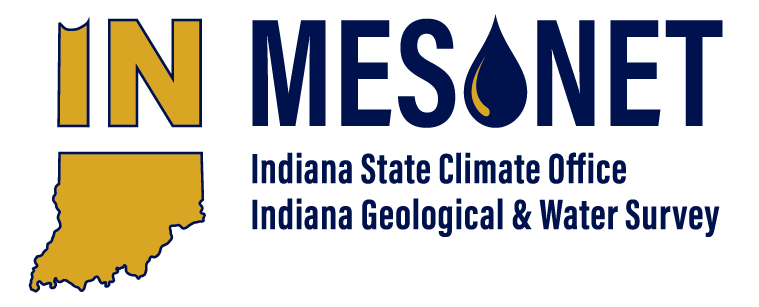 IN MESONET
Indiana State Climate Office
Indiana Geological & Water Survey